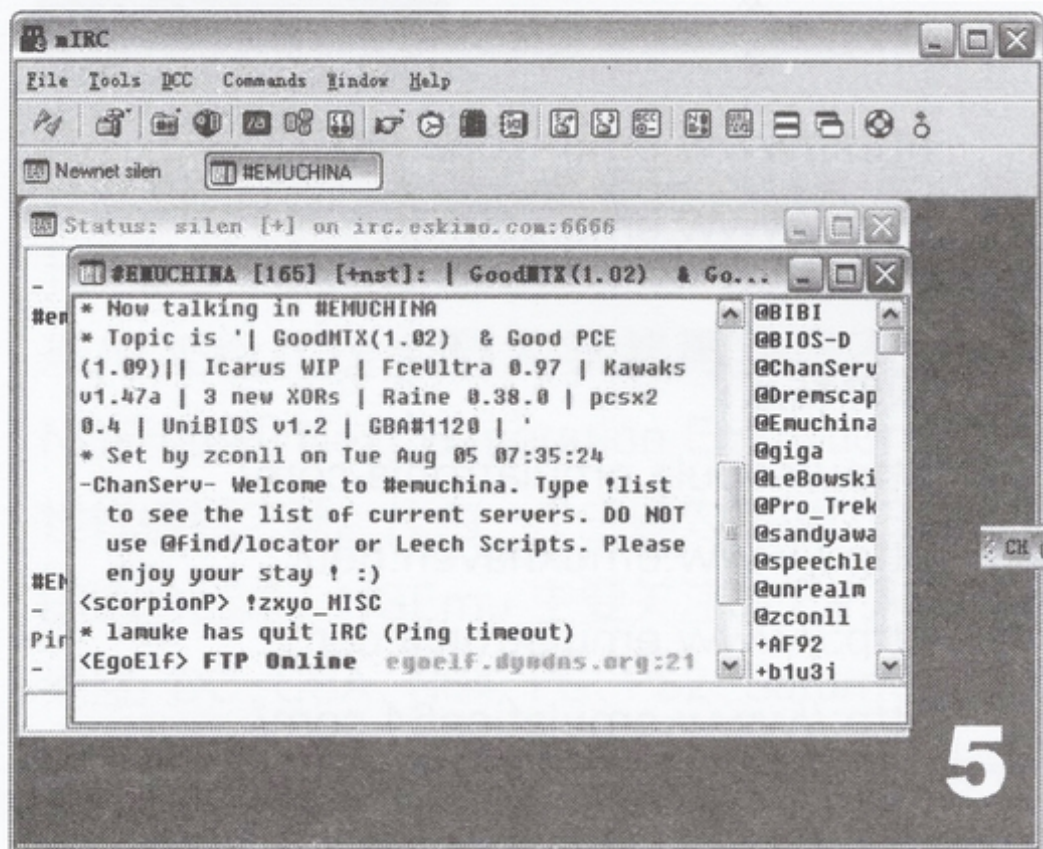 mIRC
File Tools DCC Commands Window Help
Newnet silen #EMUCHINA
Status: silen [+] on irc.eskimo.com:6666
#EMUCHINA [165] [+nst]: | GoodMTX(1.02) & Go...
* Now talking in #EMUCHINA
* Topic is '| GoodMTX(1.02) & Good PCE
(1.09)|| Icarus WIP | FceUltra 0.97 | Kawaks
v1.47a | 3 new XORs | Raine 0.38.0 | pcsx2
0.4 | UniBIOS v1.2 | GBA#1120 | '
* Set by zconll on Tue Aug 05 07:35:24
-ChanServ- Welcome to #emuchina. Type !list
to see the list of current servers. DO NOT
use @find/locator or Leech Scripts. Please
enjoy your stay ! :)
<scorpionP> !zxyo_MISC
* lamuke has quit IRC (Ping timeout)
<EgoElf> FTP Online egoelf.dyndns.org:21
@BIBI
@BIOS-D
@ChanServ
@Dremscap
@Emuchina
@giga
@LeBowski
@Pro_Trek
@sandyawa
@speechle
@unrealm
@zconll
+AF92
+b1u3i
-
#em
#EM
-
Pin
-
CH
5